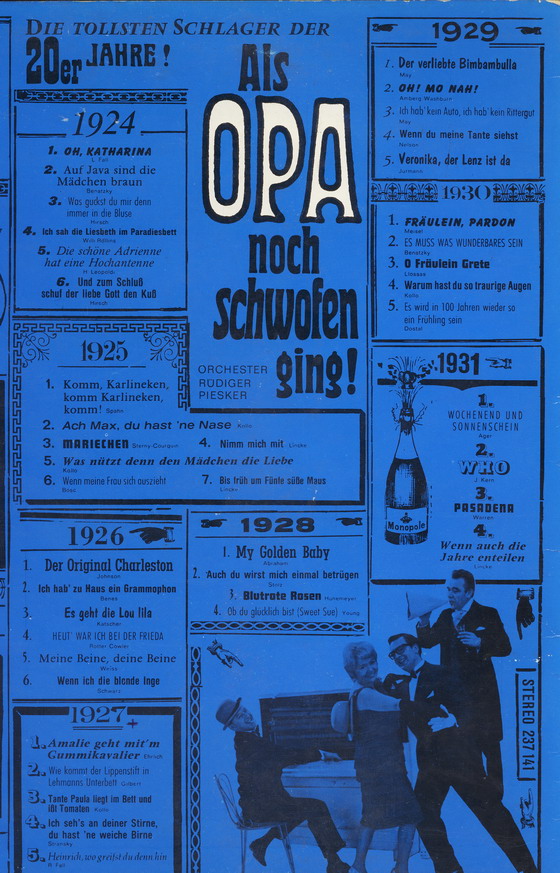 DIE TOLLSTEN SCHLAGER DER
20er JAHRE!
Als
OPA
noch
schwofen
ging!
ORCHESTER
RÜDIGER
PIESKER
1924
1. OH, KATHARINA
L. Fall
2. Auf Java sind die
Mädchen braun
Benatzky
3. Was guckst du mir denn
immer in die Bluse
Hirsch
4. Ich sah die Liesbeth im Paradiesbett
Will Rollins
5. Die schöne Adrienne
hat eine Hochantenne
H. Leopoldi
6. Und zum Schluß
schuf der liebe Gott den Kuß
Hirsch
1925
1. Komm, Karlineken,
komm Karlineken,
komm! Spahn
2. Ach Max, du hast 'ne Nase Kollo
3. MARIECHEN Sterny-Courquin
4. Nimm mich mit Lincke
5. Was nützt denn den Mädchen die Liebe
Kollo
6. Wenn meine Frau sich auszieht
7. Bis früh um Fünfe süße Maus
Lincke
1926
1. Der Original Charleston
Johnson
2. Ich hab' zu Haus ein Grammophon
Benes
3. Es geht die Lou lila
Katscher
4. HEUT' WAR ICH BEI DER FRIEDA
5. Meine Beine, deine Beine
Weiss
6. Wenn ich die blonde Inge
Schwarz
1927
1. Amalie geht mit'm
Gummikavalier Ehrlich
2. Wie kommt der Lippenstift in
Lehmanns Unterbett Gilbert
3. Tante Paula liegt im Bett und
ißt Tomaten Kollo
4. Ich seh's an deiner Stirne,
du hast 'ne weiche Birne
Stransky
5. Heinrich, wo greifst du denn hin
R. Fall
1928
1. My Golden Baby
Abraham
2. 'Auch du wirst mich einmal betrügen
Stolz
3. Blutrote Rosen Hunemeyer
4. Ob du glücklich bist (Sweet Sue) Young
1929
1. Der verliebte Bimbambulla
May
2. OH! MO NAH!
Amberg Washburn
3. Ich hab' kein Auto, ich hab' kein Rittergut
May
4. Wenn du meine Tante siehst
Nelson
5. Veronika, der Lenz ist da
Jurmann
1930
1. FRÄULEIN, PARDON
Meisel
2. ES MUSS WAS WUNDERBARES SEIN
Benatzky
3. O Fräulein Grete
Llossas
4. Warum hast du so traurige Augen
Kollo
5. Es wird in 100 Jahren wieder so
ein Frühling sein
Dostal
1931
1.
WOCHENEND UND
SONNENSCHEIN
Ager
2.
WHO
J. Kern
3.
PASADENA
Warren
4.
Wenn auch die
Jahre enteilen
Lincke
Monopole
STEREO 237 141